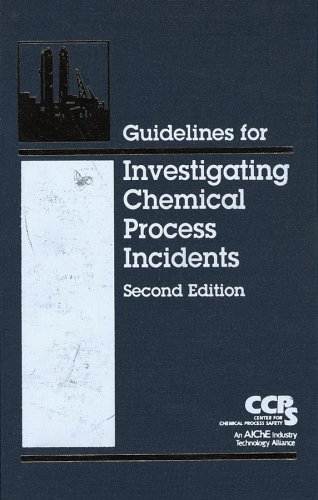 Guidelines for
Investigating
Chemical
Process
Incidents
Second Edition
CCPS
CENTER FOR
CHEMICAL PROCESS SAFETY
An AIChE Industry
Technology Alliance